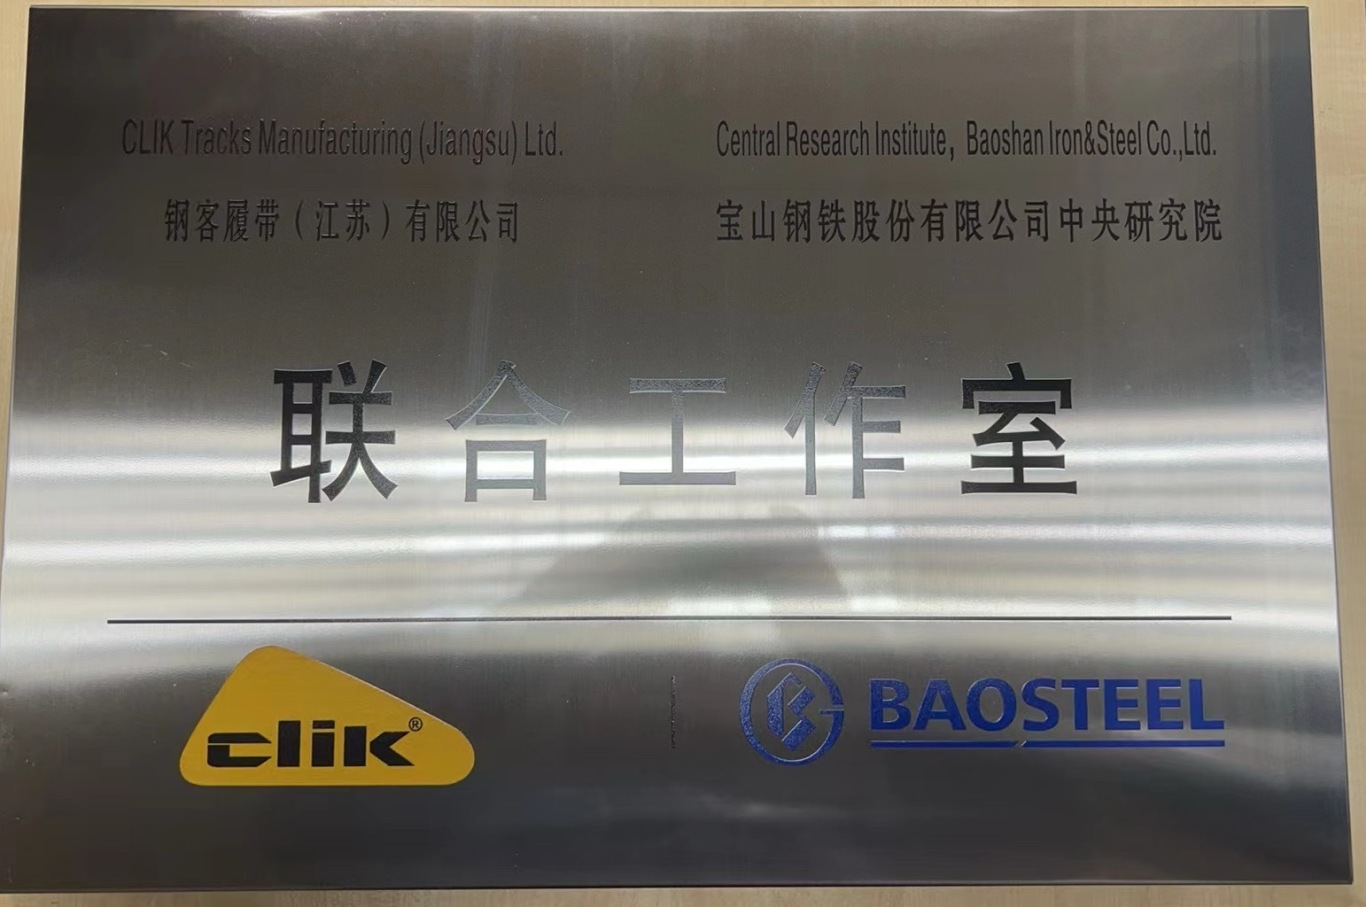 CLIK Tracks Manufacturing (Jiangsu) Ltd.
钢客履带（江苏）有限公司
Central Research Institute, Baoshan Iron&Steel Co.,Ltd.
宝山钢铁股份有限公司中央研究院
联合工作室
clik®
BAOSTEEL